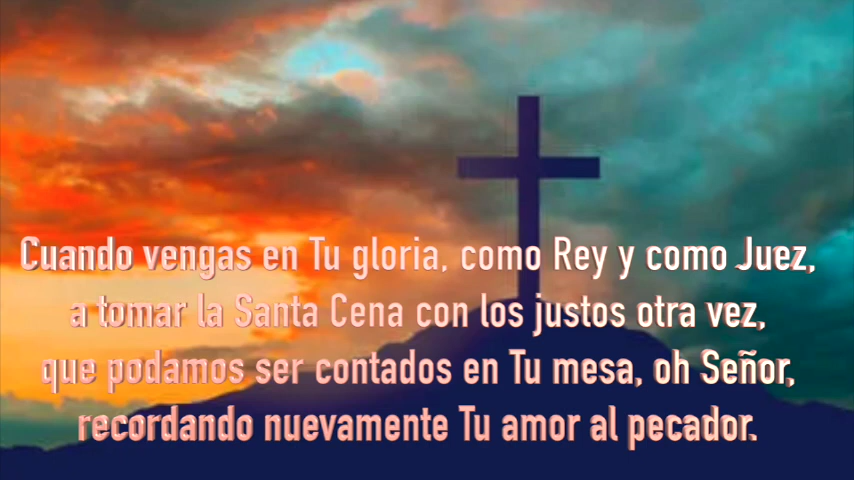 Cuando vengas en Tu gloria, como Rey y como Juez,
a tomar la Santa Cena con los justos otra vez,
que podamos ser contados en Tu mesa, oh Señor,
recordando nuevamente Tu amor al pecador.